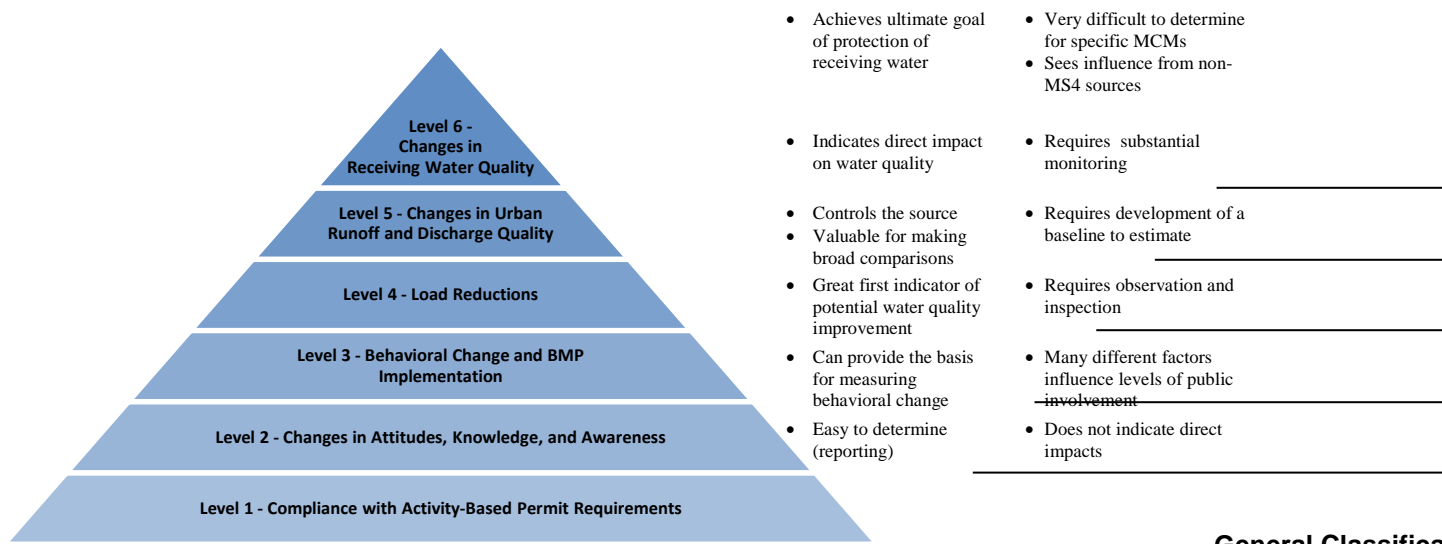 Level 6 -
Changes in
Receiving Water Quality
Level 5 - Changes in Urban
Runoff and Discharge Quality
Level 4 - Load Reductions
Level 3 - Behavioral Change and BMP
Implementation
Level 2 - Changes in Attitudes, Knowledge, and Awareness
Level 1 - Compliance with Activity-Based Permit Requirements
• Achieves ultimate goal
of protection of
receiving water
• Very difficult to determine
for specific MCMs
• Sees influence from non-
MS4 sources
• Indicates direct impact
on water quality
• Requires substantial
monitoring
• Controls the source
• Valuable for making
broad comparisons
• Requires development of a
baseline to estimate
• Great first indicator of
potential water quality
improvement
• Requires observation and
inspection
• Can provide the basis
for measuring
behavioral change
• Many different factors
influence levels of public
involvement
• Easy to determine
(reporting)
• Does not indicate direct
impacts
General